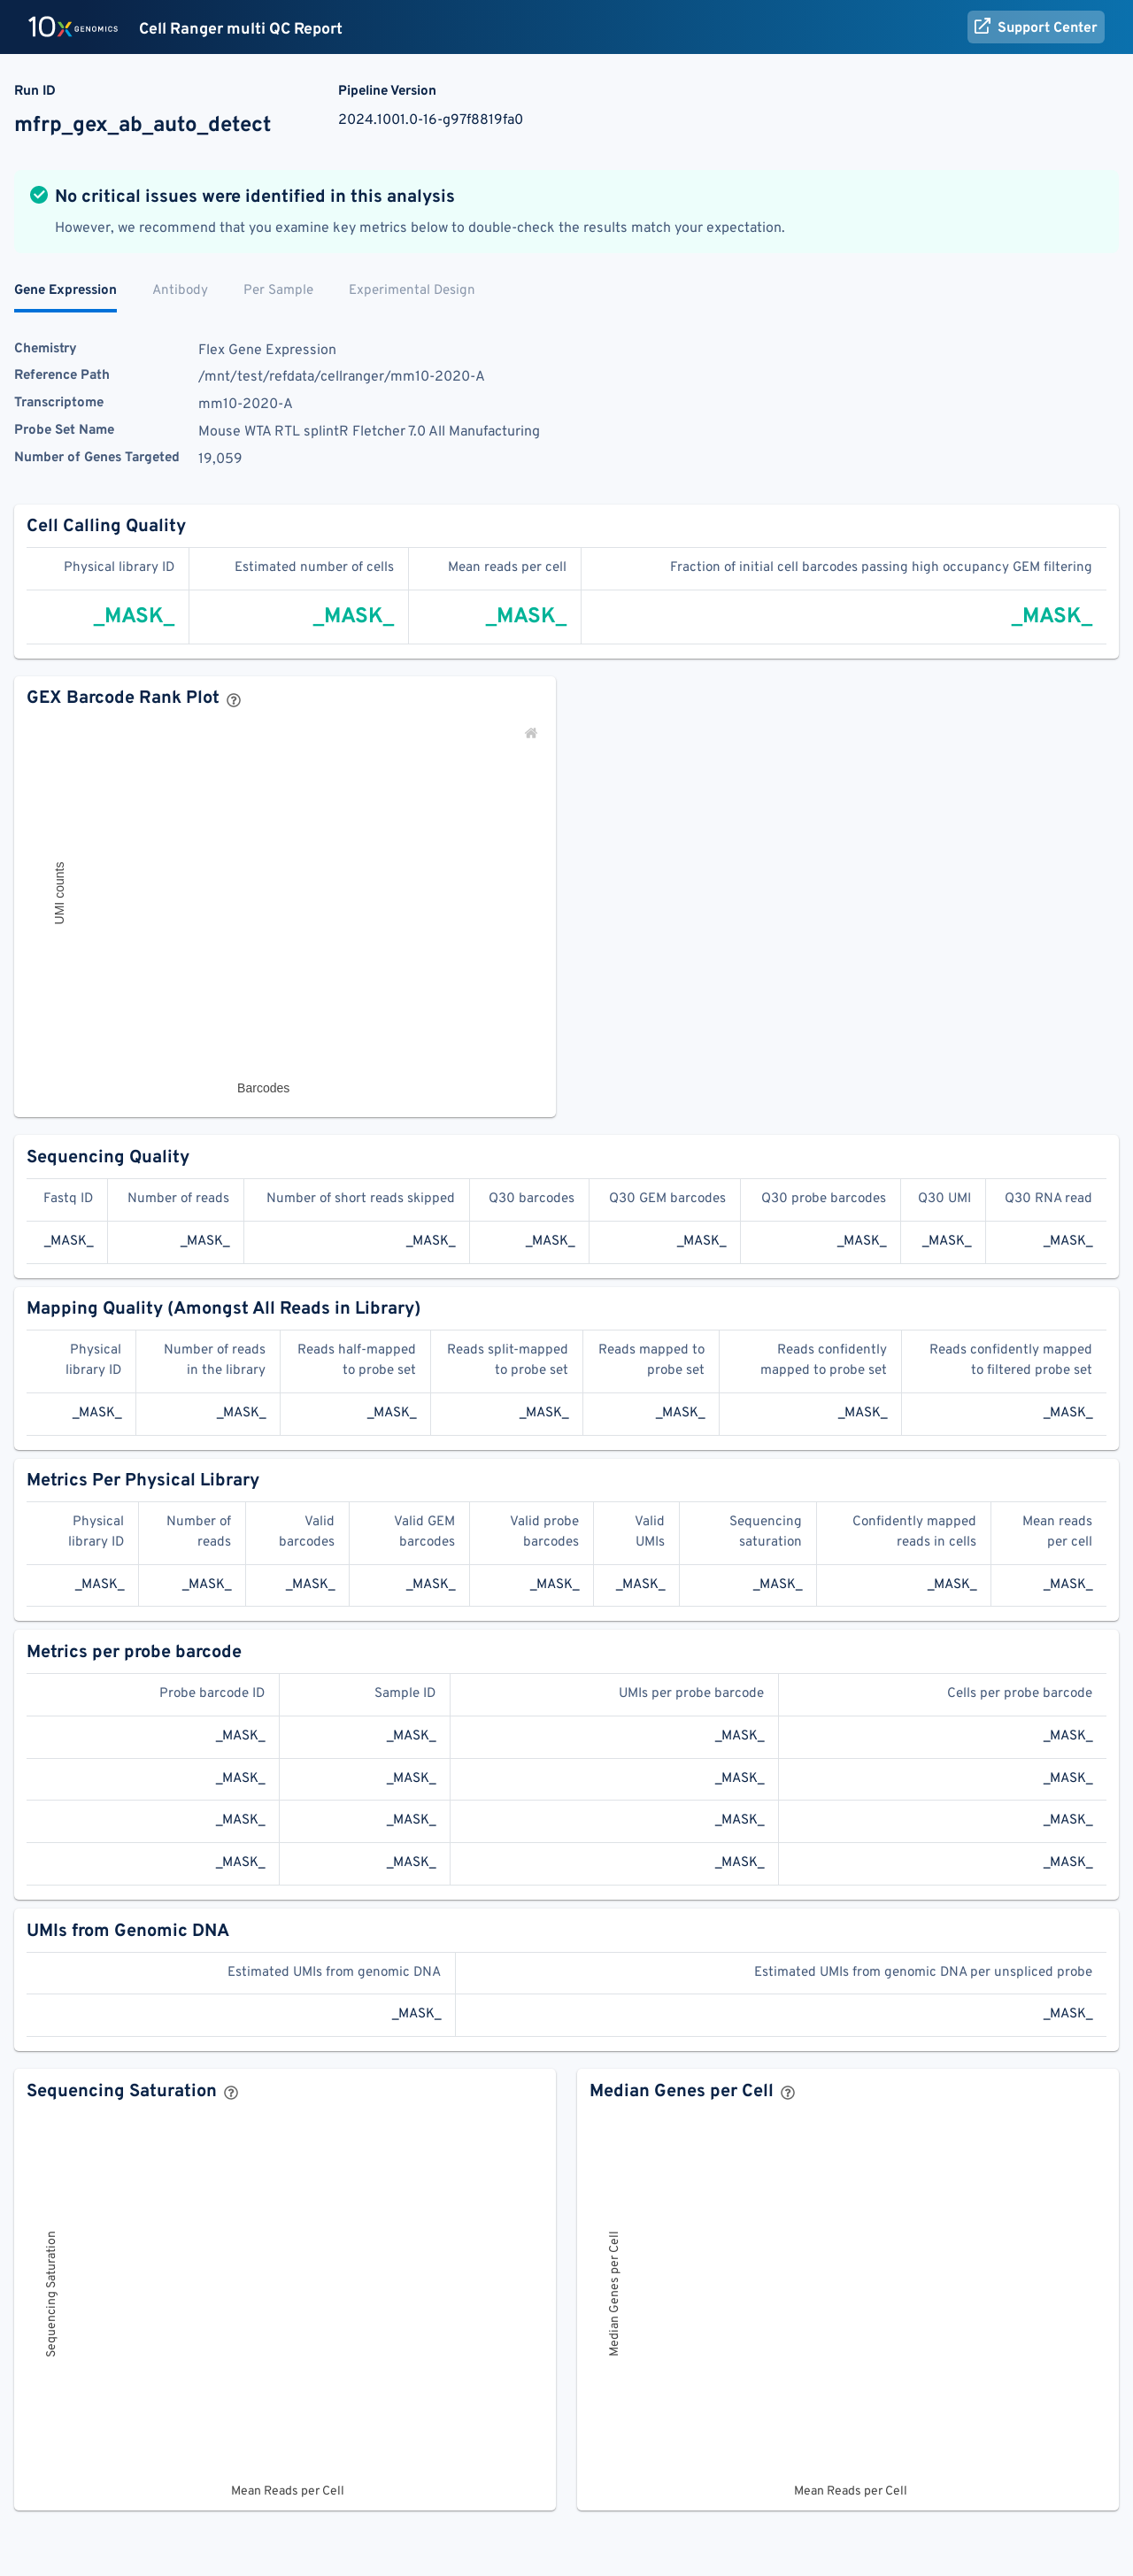 10x GENOMICS Cell Ranger multi QC Report Support Center
Run ID Pipeline Version
mfrp_gex_ab_auto_detect 2024.1001.0-16-g97f8819fa0
No critical issues were identified in this analysis
However, we recommend that you examine key metrics below to double-check the results match your expectation.
Gene Expression Antibody Per Sample Experimental Design
Chemistry Flex Gene Expression
Reference Path /mnt/test/refdata/cellranger/mm10-2020-A
Transcriptome mm10-2020-A
Probe Set Name Mouse WTA RTL splintR Fletcher 7.0 All Manufacturing
Number of Genes Targeted 19,059
Cell Calling Quality
Physical library ID Estimated number of cells Mean reads per cell Fraction of initial cell barcodes passing high occupancy GEM filtering
_MASK_ _MASK_ _MASK_ _MASK_
GEX Barcode Rank Plot ?
UMI counts
Barcodes
Sequencing Quality
Fastq ID Number of reads Number of short reads skipped Q30 barcodes Q30 GEM barcodes Q30 probe barcodes Q30 UMI Q30 RNA read
_MASK_ _MASK_ _MASK_ _MASK_ _MASK_ _MASK_ _MASK_ _MASK_
Mapping Quality (Amongst All Reads in Library)
Physical Number of reads Reads half-mapped Reads split-mapped Reads mapped to Reads confidently Reads confidently mapped
library ID in the library to probe set to probe set probe set mapped to probe set to filtered probe set
_MASK_ _MASK_ _MASK_ _MASK_ _MASK_ _MASK_ _MASK_
Metrics Per Physical Library
Physical Number of Valid Valid GEM Valid probe Valid Sequencing Confidently mapped Mean reads
library ID reads barcodes barcodes barcodes UMIs saturation reads in cells per cell
_MASK_ _MASK_ _MASK_ _MASK_ _MASK_ _MASK_ _MASK_ _MASK_ _MASK_
Metrics per probe barcode
Probe barcode ID Sample ID UMIs per probe barcode Cells per probe barcode
_MASK_ _MASK_ _MASK_ _MASK_
_MASK_ _MASK_ _MASK_ _MASK_
_MASK_ _MASK_ _MASK_ _MASK_
_MASK_ _MASK_ _MASK_ _MASK_
UMIs from Genomic DNA
Estimated UMIs from genomic DNA Estimated UMIs from genomic DNA per unspliced probe
_MASK_ _MASK_
Sequencing Saturation ? Median Genes per Cell ?
Sequencing Saturation Median Genes per Cell
Mean Reads per Cell Mean Reads per Cell